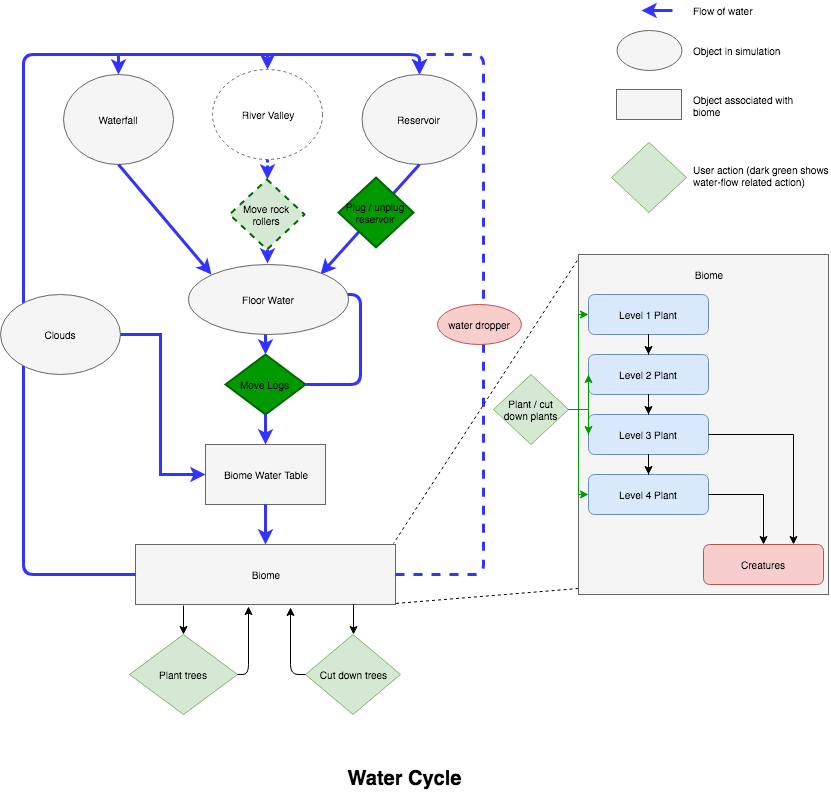 Flow of water
Object in simulation
Object associated with
biome
User action (dark green shows
water-flow related action)
Waterfall
River Valley
Reservoir
Move rock
rollers
Plug / unplug
reservoir
Floor Water
Clouds
water dropper
Move Logs
Biome Water Table
Biome
Plant trees
Cut down trees
Biome
Level 1 Plant
Level 2 Plant
Plant / cut
down plants
Level 3 Plant
Level 4 Plant
Creatures
Water Cycle